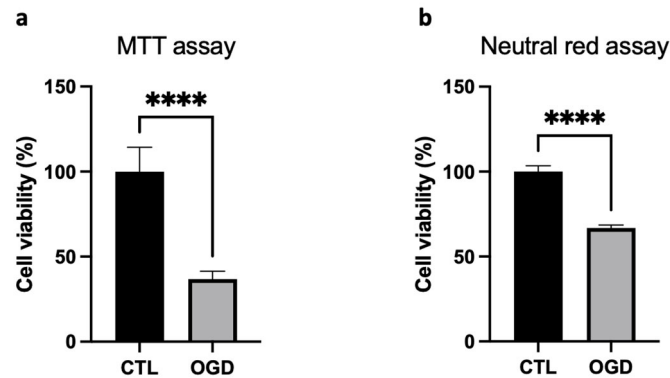 a
MTT assay
Cell viability (%)
150
100
50
0
****
CTL
OGD
b
Neutral red assay
Cell viability (%)
150
100
50
0
****
CTL
OGD